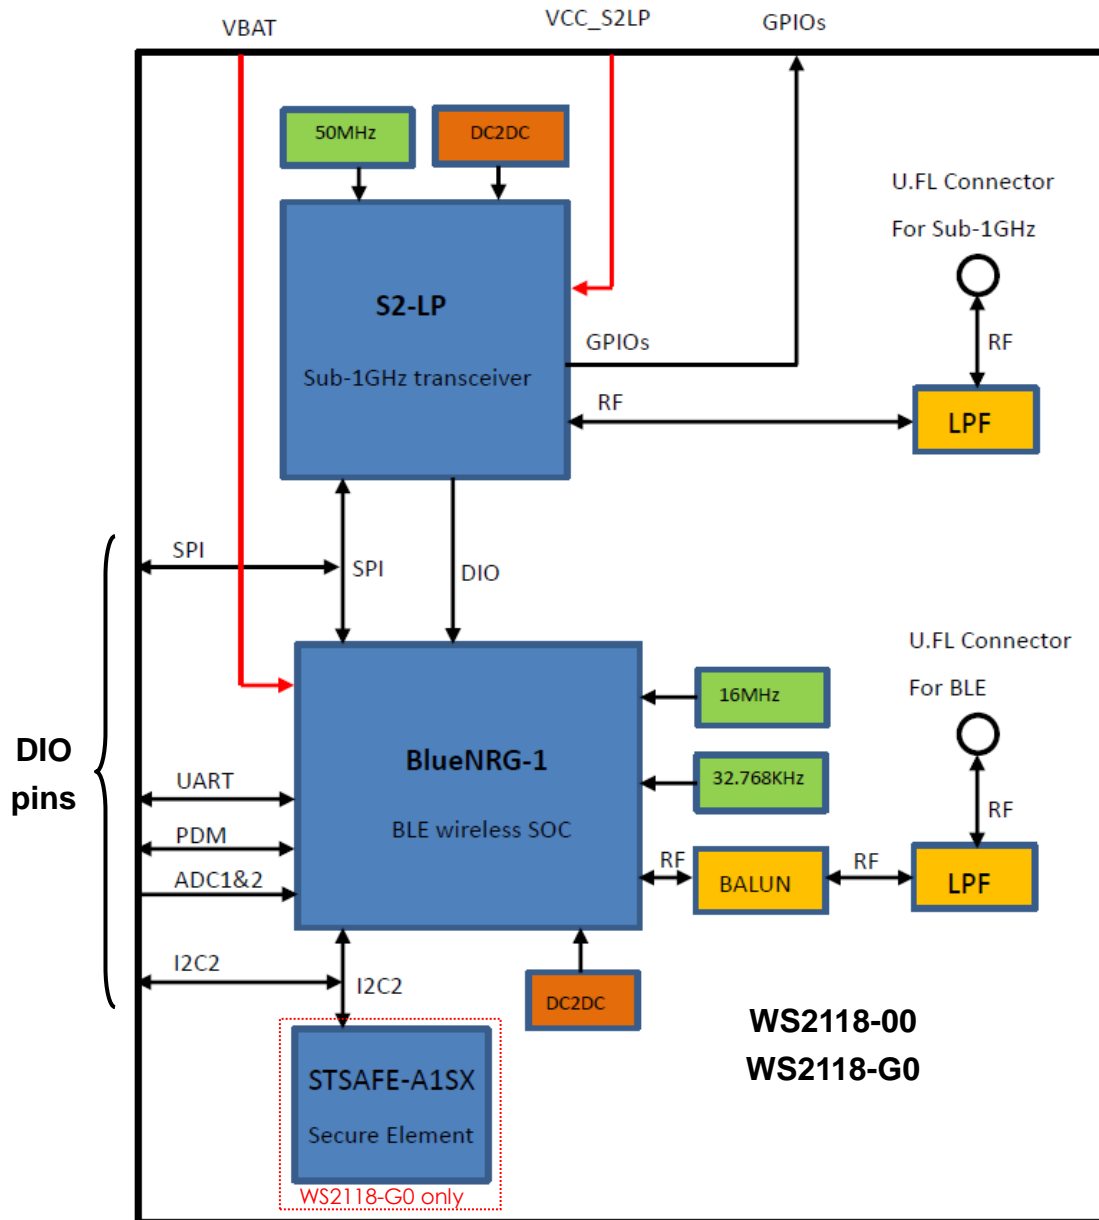 VBAT
VCC_S2LP
GPIOs
50MHz
DC2DC
U.FL Connector
For Sub-1GHz
S2-LP
Sub-1GHz transceiver
GPIOs
RF
RF
LPF
SPI
SPI
DIO
U.FL Connector
For BLE
16MHz
32.768KHz
BlueNRG-1
BLE wireless SOC
DIO
pins
UART
PDM
ADC1&2
RF
BALUN
RF
RF
LPF
I2C2
I2C2
DC2DC
STSAFE-A1SX
Secure Element
WS2118-G0 only
WS2118-00
WS2118-G0